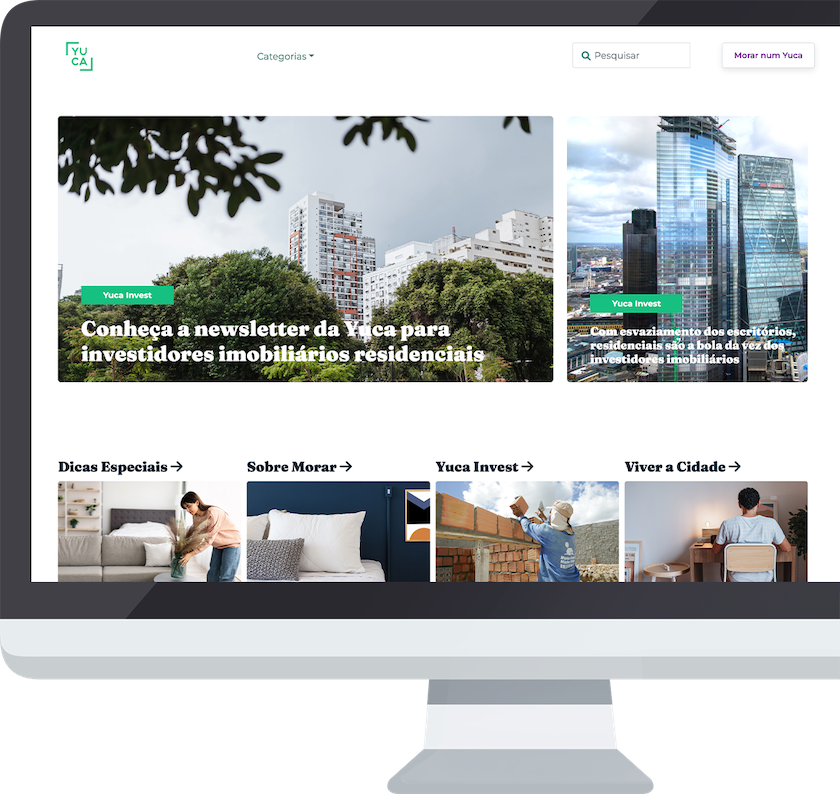 YU
CA
Categorias
Pesquisar
Morar num Yuca
Yuca Invest
Conheça a newsletter da Yuca para
investidores imobiliários residenciais
Yuca Invest
Com esvaziamento dos escritórios,
residenciais são a bola da vez dos
investidores imobiliários
Dicas Especiais →
Sobre Morar →
Yuca Invest →
Viver a Cidade →